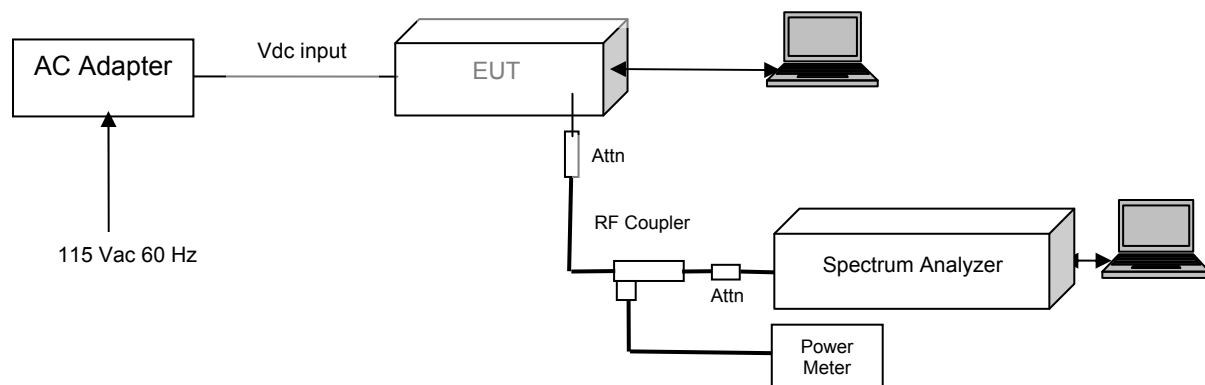 AC Adapter
Vdc input
EUT
Attn
RF Coupler
115 Vac 60 Hz
Attn
Spectrum Analyzer
Power
Meter